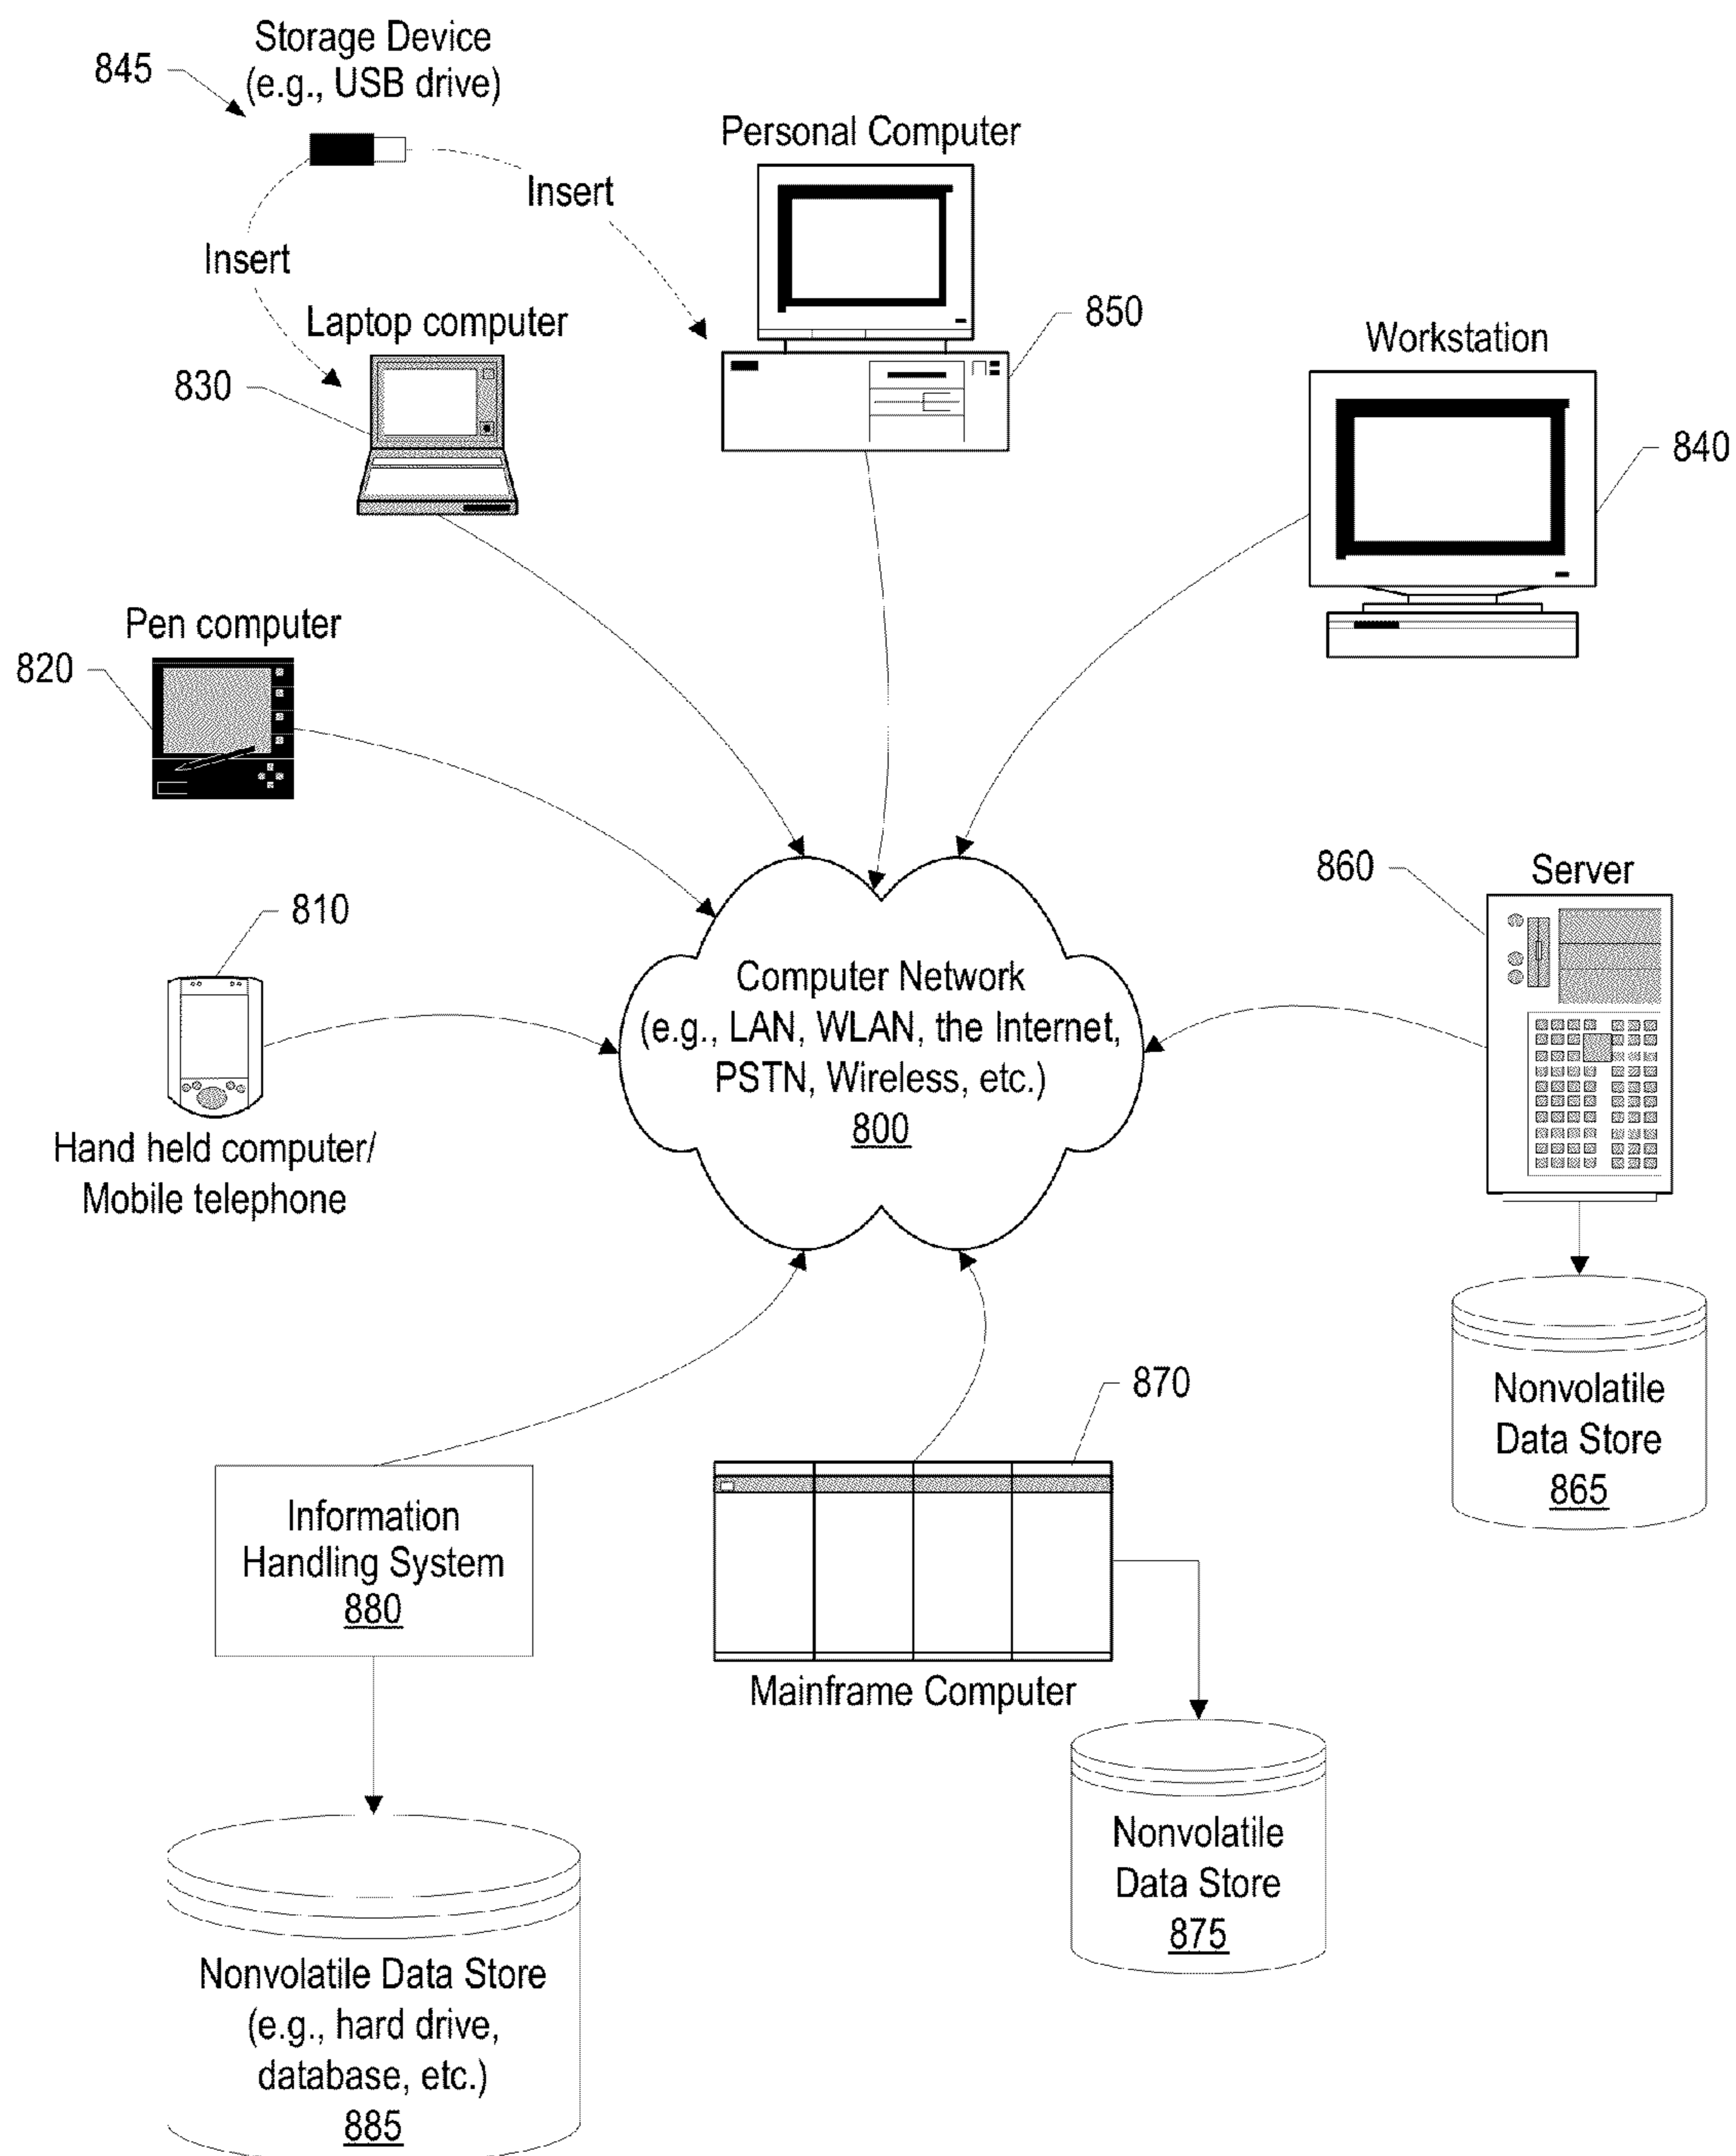 Storage Device
(e.g., USB drive)
845
Personal Computer
Insert
Insert
Laptop computer
830
850
Workstation
840
Pen computer
820
810
Hand held computer/
Mobile telephone
Computer Network
(e.g., LAN, WLAN, the Internet,
PSTN, Wireless, etc.)
800
860
Server
Nonvolatile
Data Store
865
870
Mainframe Computer
Information
Handling System
880
Nonvolatile
Data Store
875
Nonvolatile Data Store
(e.g., hard drive,
database, etc.)
885